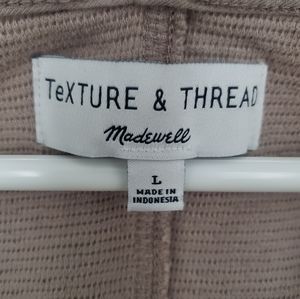 TeXTURE & THREAD
Madewell
L
MADE IN
INDONESIA